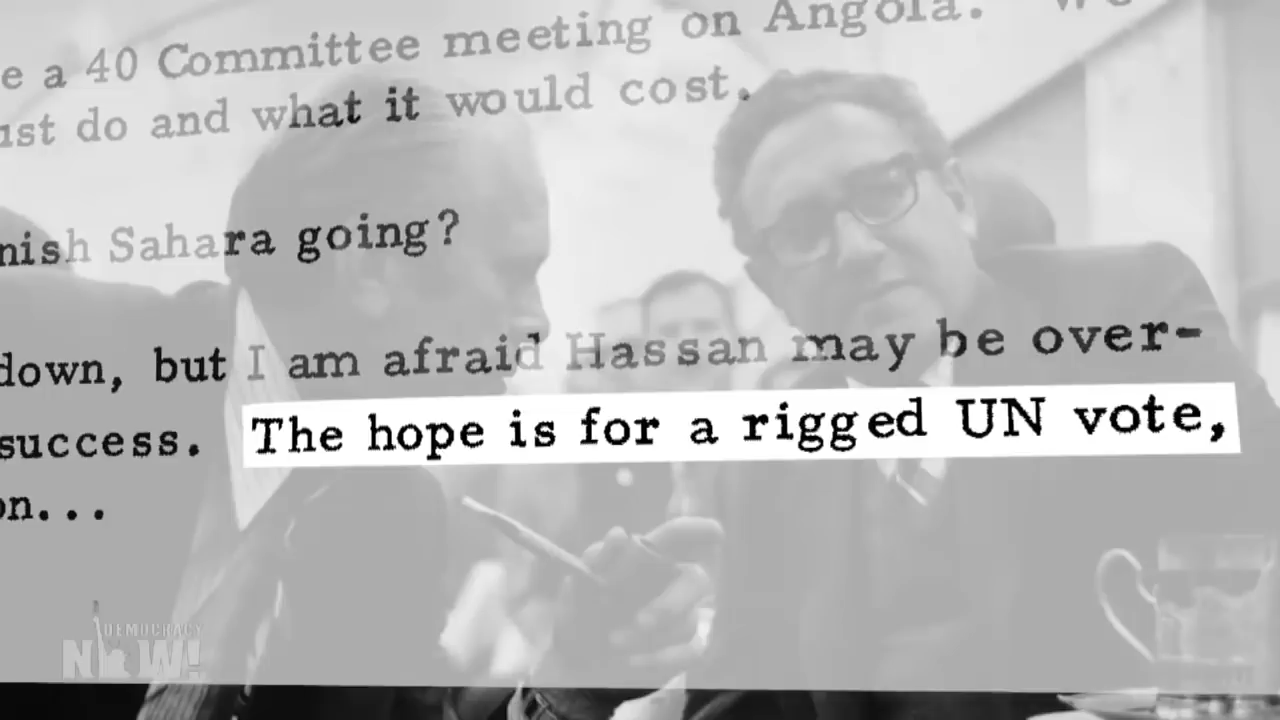 e a 40 Committee meeting on Angola. We
ust do and what it would cost.
nish Sahara going?
down, but I am afraid Hassan may be over-
success. The hope is for a rigged UN vote,
on...
DEMOCRACY
NOW!